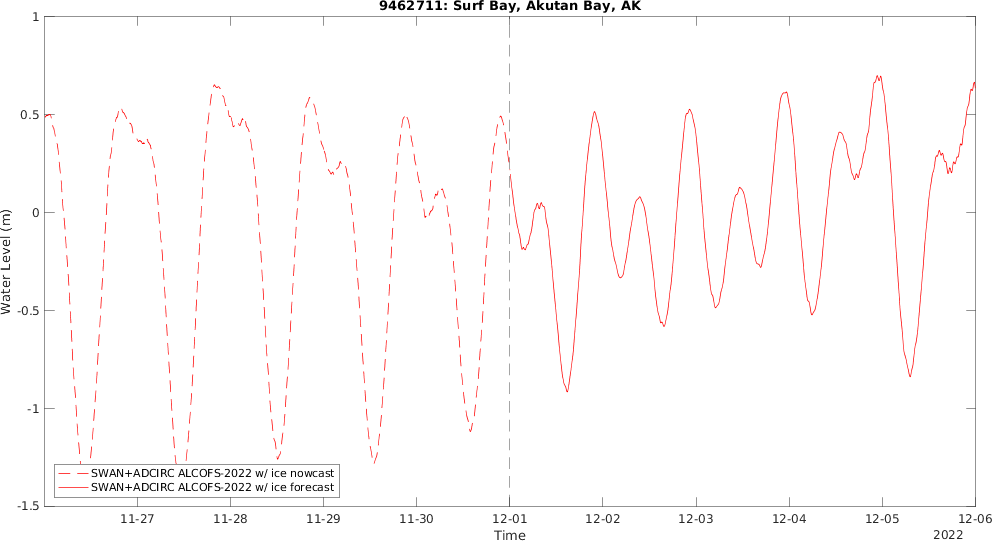 9462711: Surf Bay, Akutan Bay, AK
1
0.5
0
-0.5
-1
-1.5
Water Level (m)
SWAN+ADCIRC ALCOFS-2022 w/ ice nowcast
SWAN+ADCIRC ALCOFS-2022 w/ ice forecast
11-27 11-28 11-29 11-30 12-01 12-02 12-03 12-04 12-05 12-06
Time
2022